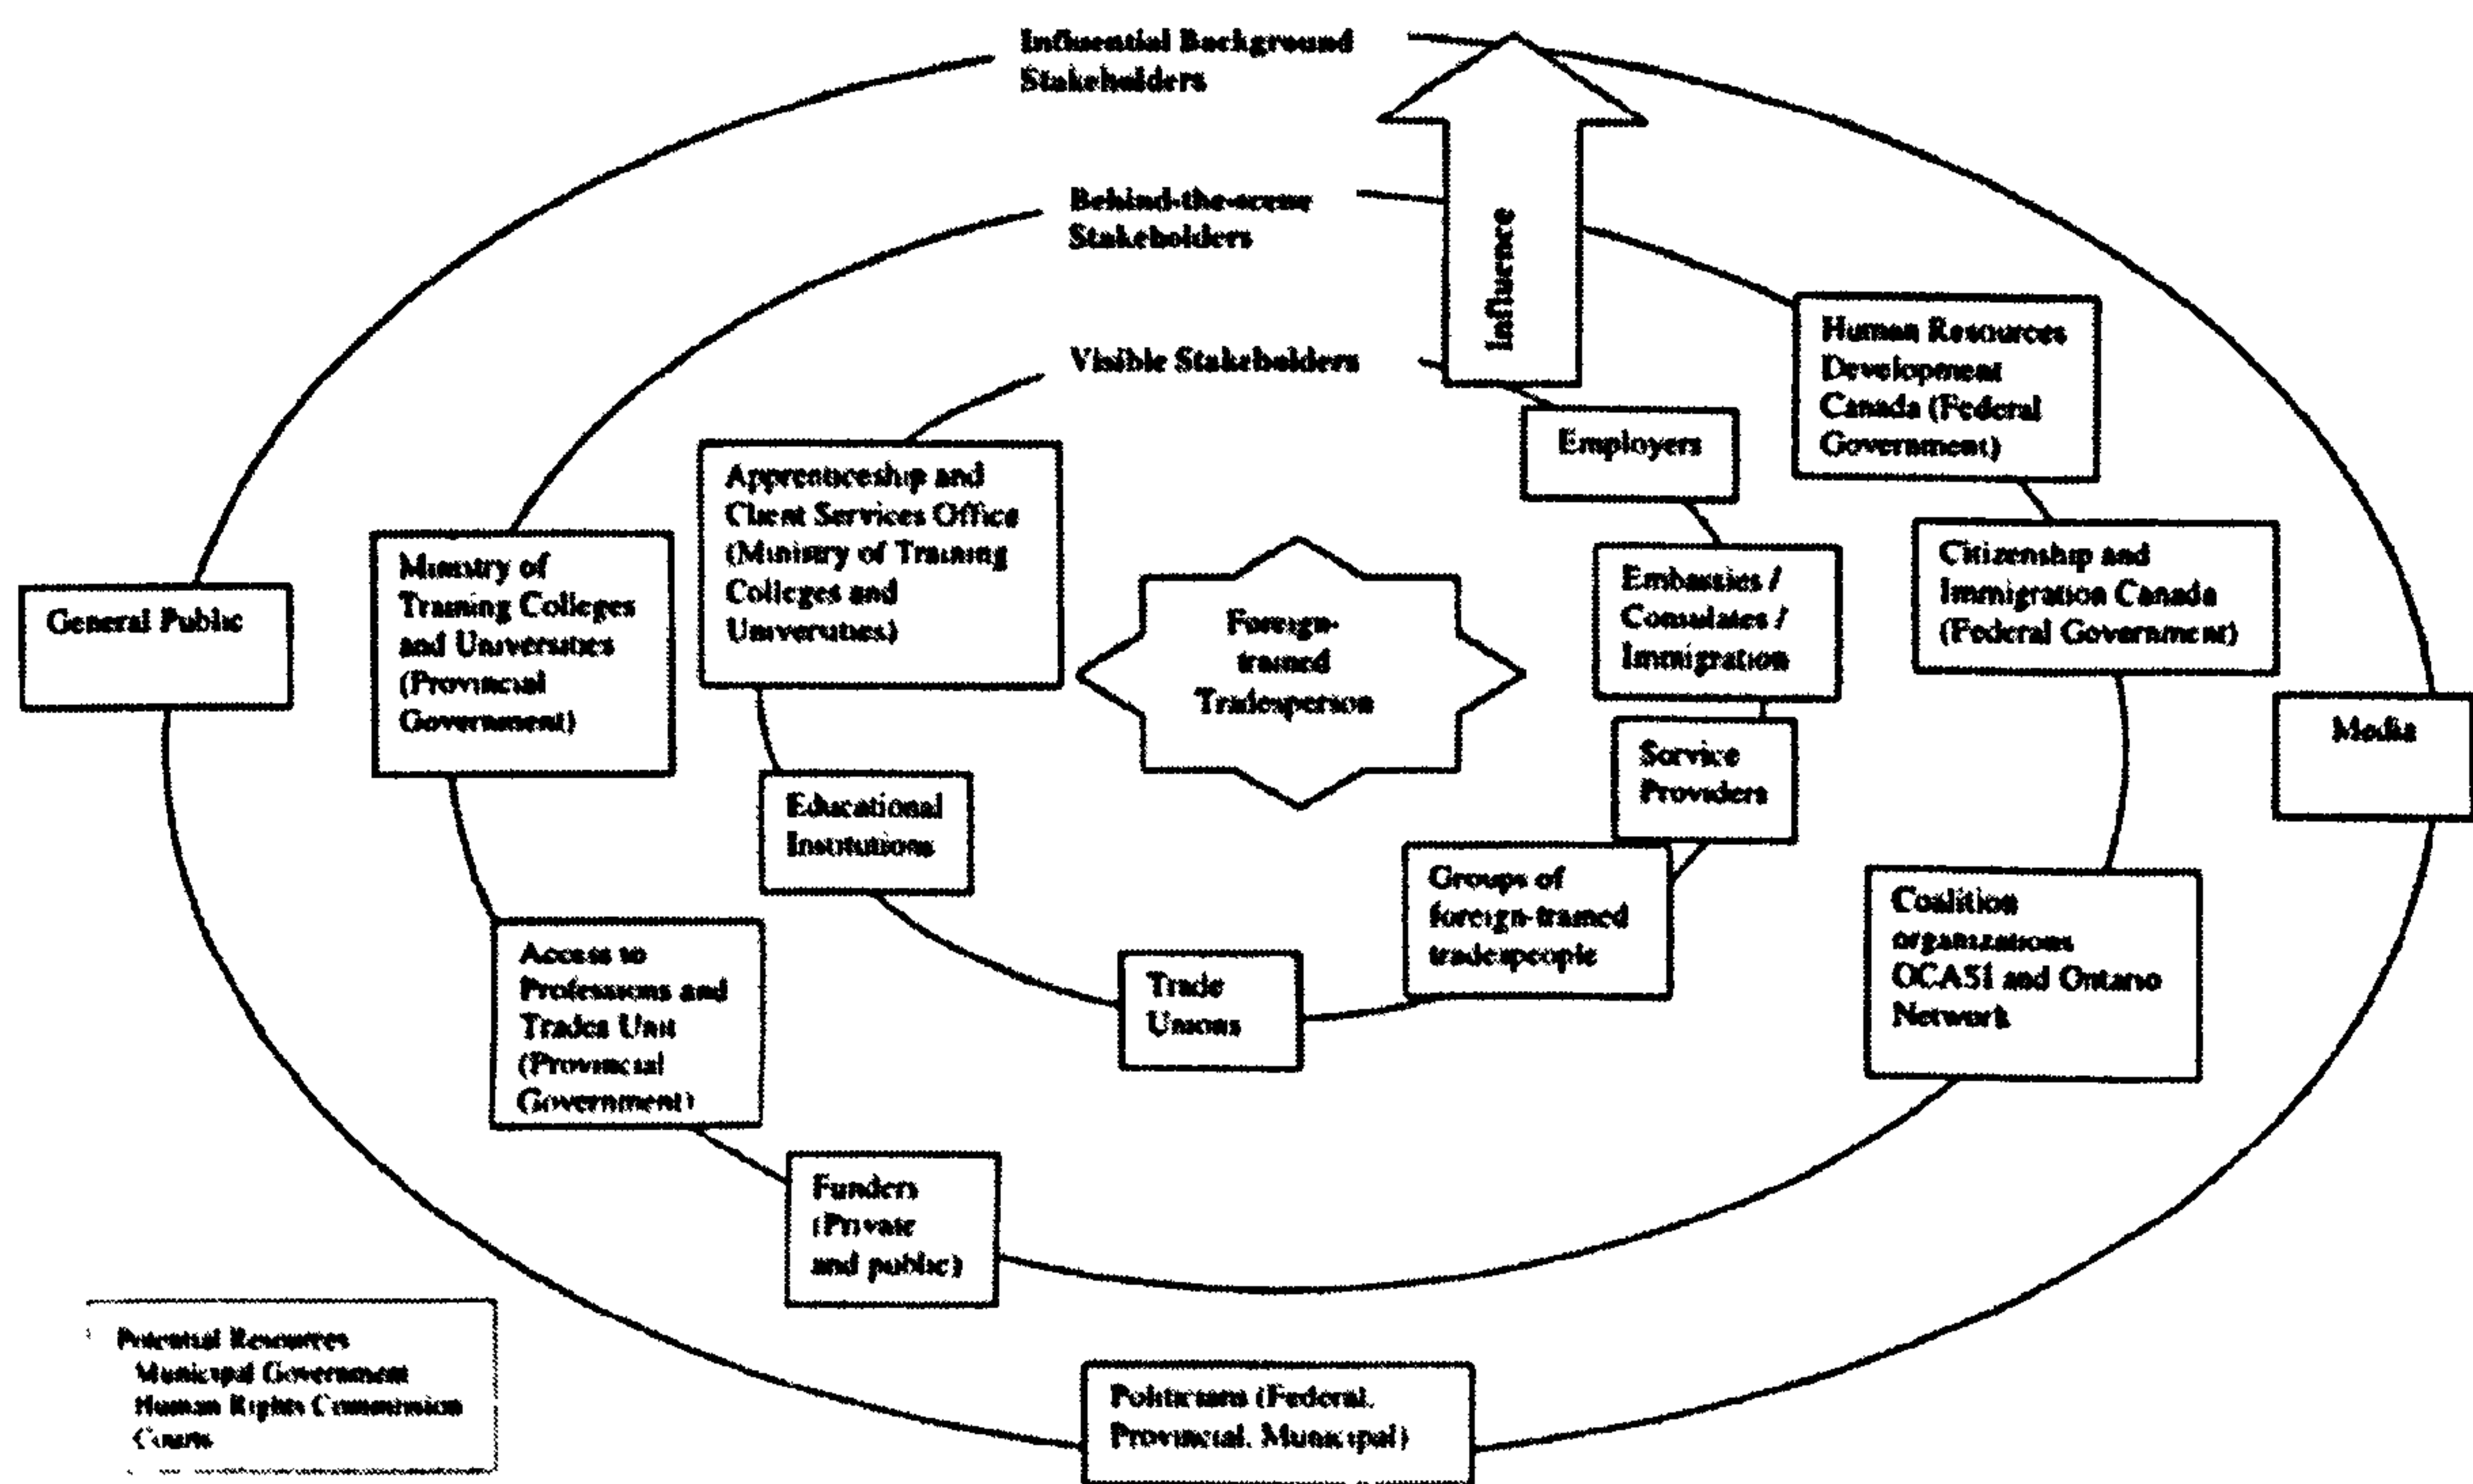 Influential Background
Stakeholders
Behind-the-scene
Stakeholders
Visible Stakeholders
Influence
Human Resources
Development
Canada (Federal
Government)
Employers
Apprenticeship and
Client Services Office
(Ministry of Training
Colleges and
Universities)
Ministry of
Training Colleges
and Universities
(Provincial
Government)
General Public
Foreign-
trained
Tradesperson
Embassies /
Consulates /
Immigration
Citizenship and
Immigration Canada
(Federal Government)
Media
Service
Providers
Educational
Institutions
Groups of
foreign-trained
tradespeople
Coalition
organizations
OCASI and Ontario
Network
Access to
Professions and
Trades Unit
(Provincial
Government)
Trade
Unions
Funders
(Private
and public)
Potential Resources
Municipal Government
Human Rights Commission
Courts
Politicians (Federal,
Provincial, Municipal)